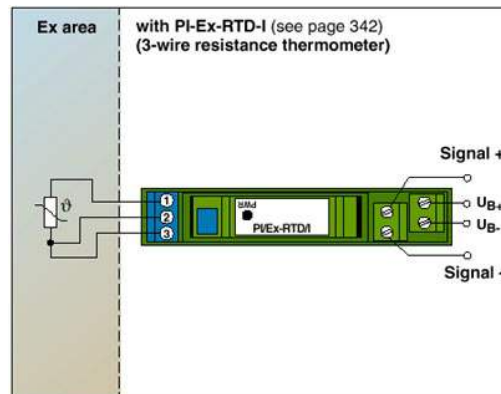 Ex area
with PI-Ex-RTD-I (see page 342)
(3-wire resistance thermometer)
Signal +
ϑ
1
2
3
PWR
PI/Ex-RTD/I
UB+
UB-
Signal -